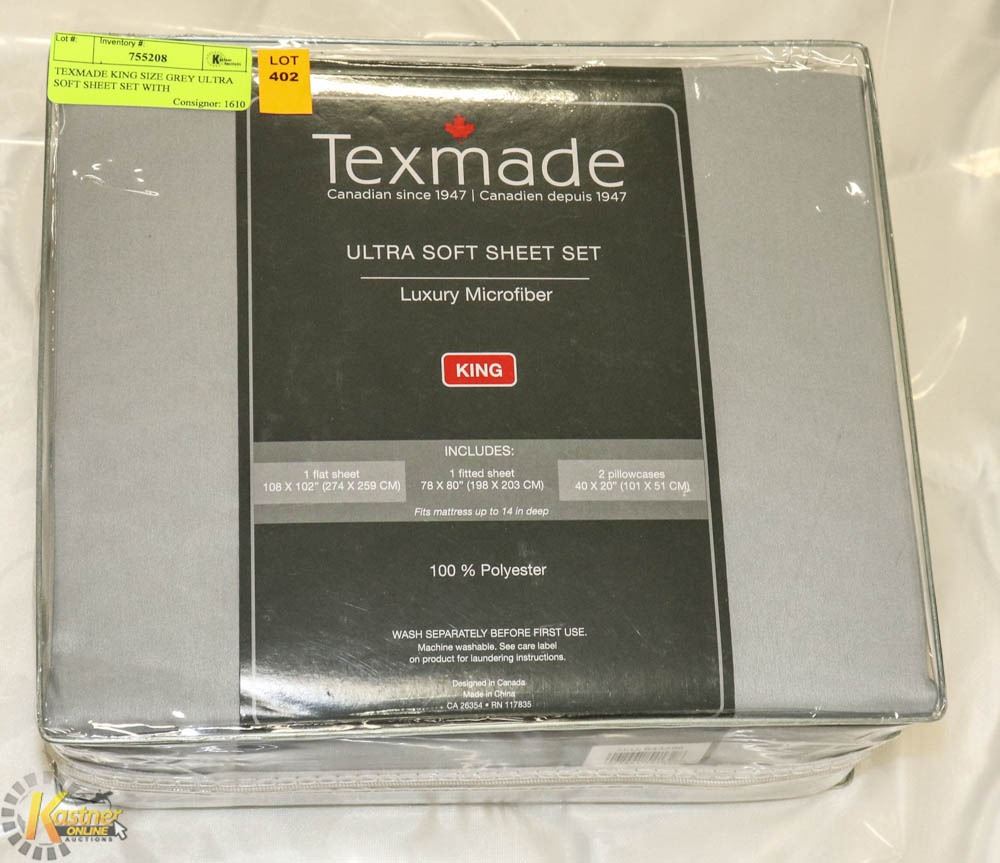 Lot #:
Inventory #:
755208
TEXMADE KING SIZE GREY ULTRA
SOFT SHEET SET WITH
Consignor: 1610
LOT
402
Texmade
Canadian since 1947 | Canadien depuis 1947
ULTRA SOFT SHEET SET
Luxury Microfiber
KING
INCLUDES:
1 flat sheet
108 X 102" (274 X 259 CM)
1 fitted sheet
78 X 80" (198 X 203 CM)
2 pillowcases
40 X 20" (101 X 51 CM)
Fits mattress up to 14 in deep
100 % Polyester
WASH SEPARATELY BEFORE FIRST USE.
Machine washable. See care label
on product for laundering instructions.
Designed in Canada
Made in China
CA 26354 • RN 117835
Kastner
ONLINE
AUCTIONS